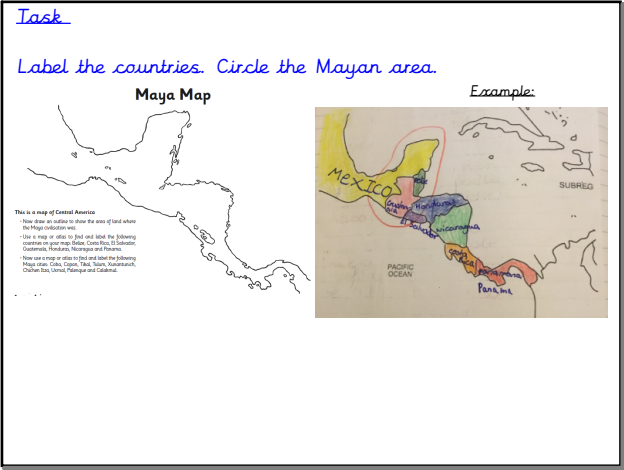 Task
Label the countries. Circle the Mayan area.
Maya Map
Example:
This is a map of Central America
• Now draw an outline to show the area of land where
the Maya civilisation was.
• Use a map or atlas to find and label the following
countries on your map: Belize, Costa Rica, El Salvador,
Guatemala, Honduras, Nicaragua and Panama.
• Now use a map or atlas to find and label the following
Maya cities: Coba, Copan, Tikal, Tulum, Xunantunich,
Chichen Itza, Uxmal, Palenque and Calakmul.
MEXICO
Honduras
El Salvador
nicaragua
costa
rica
Panama
PACIFIC
OCEAN
SUBREG